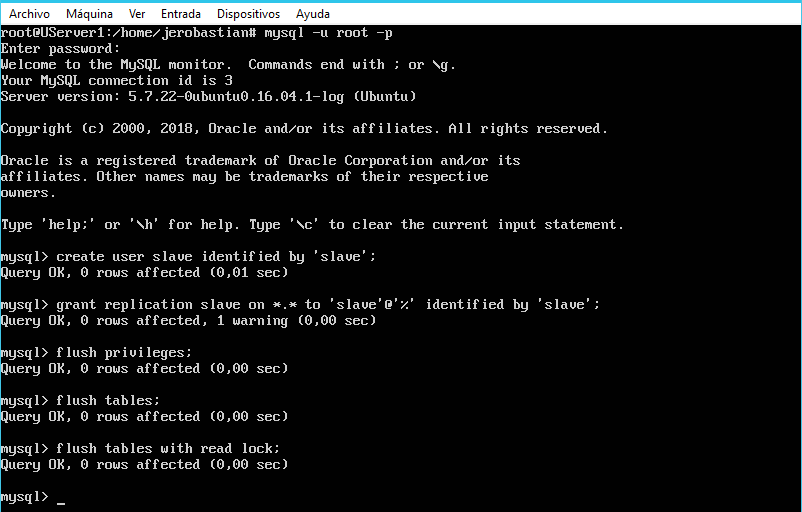 Archivo Máquina Ver Entrada Dispositivos Ayuda
root@UServer1:/home/jerobastian# mysql -u root -p
Enter password:
Welcome to the MySQL monitor.  Commands end with ; or \g.
Your MySQL connection id is 3
Server version: 5.7.22-0ubuntu0.16.04.1-log (Ubuntu)
Copyright (c) 2000, 2018, Oracle and/or its affiliates. All rights reserved.
Oracle is a registered trademark of Oracle Corporation and/or its
affiliates. Other names may be trademarks of their respective
owners.
Type 'help;' or '\h' for help. Type '\c' to clear the current input statement.
mysql> create user slave identified by 'slave';
Query OK, 0 rows affected (0,01 sec)
mysql> grant replication slave on *.* to 'slave'@'%' identified by 'slave';
Query OK, 0 rows affected, 1 warning (0,00 sec)
mysql> flush privileges;
Query OK, 0 rows affected (0,00 sec)
mysql> flush tables;
Query OK, 0 rows affected (0,00 sec)
mysql> flush tables with read lock;
Query OK, 0 rows affected (0,00 sec)
mysql> _